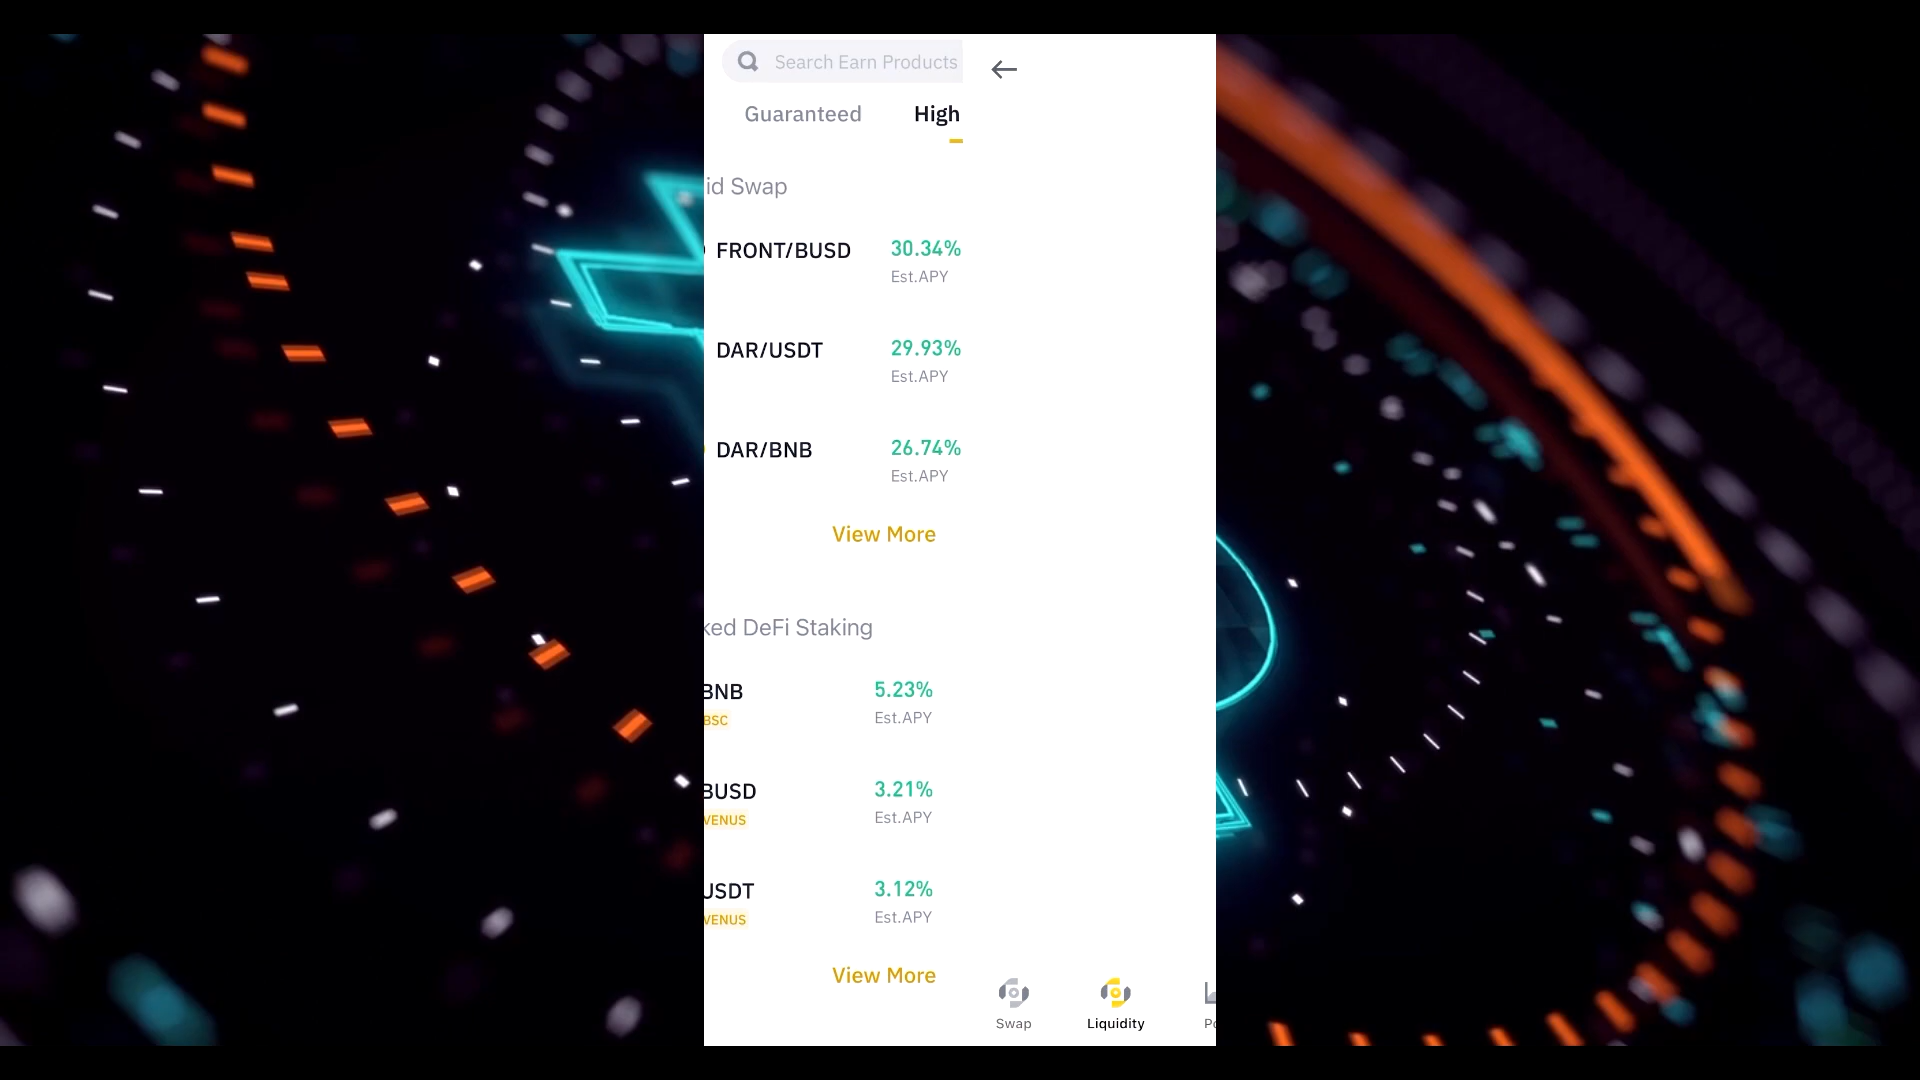 Search Earn Products
Guaranteed High
id Swap
FRONT/BUSD 30.34%
Est.APY
DAR/USDT 29.93%
Est.APY
DAR/BNB 26.74%
Est.APY
View More
ked DeFi Staking
BNB 5.23%
BSC Est.APY
BUSD 3.21%
VENUS Est.APY
USDT 3.12%
VENUS Est.APY
View More
Swap Liquidity